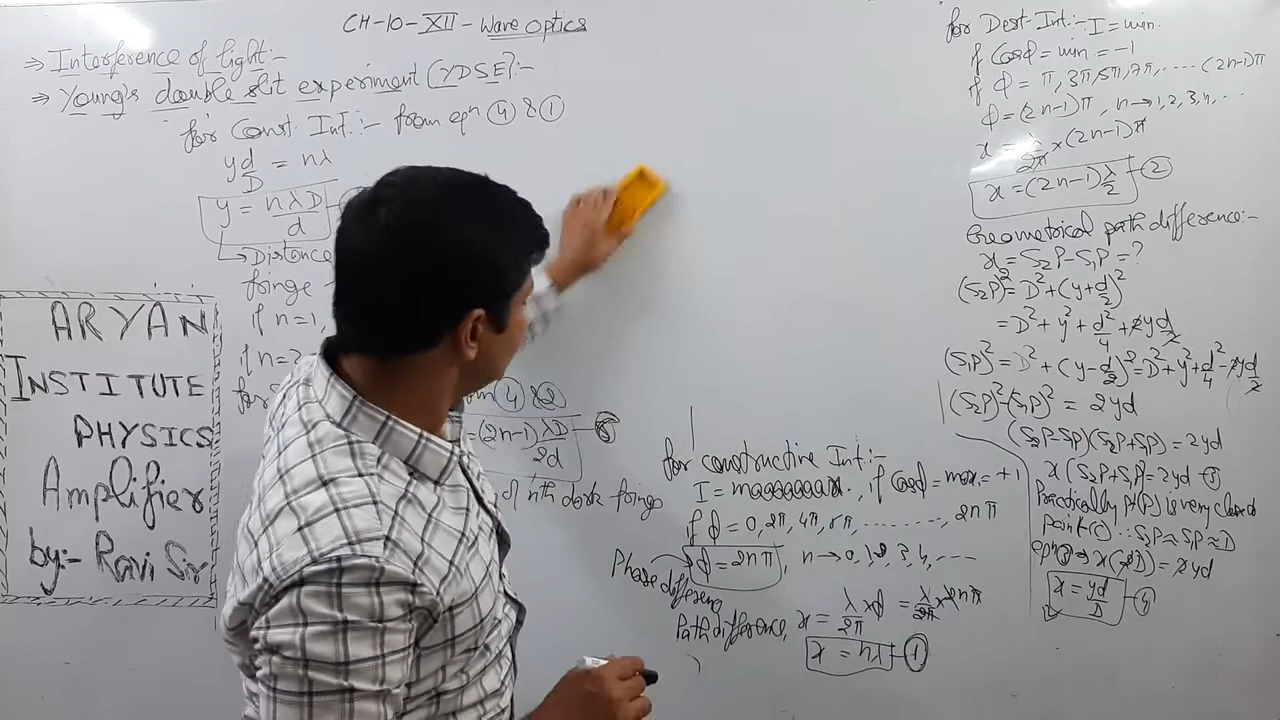 CH-10-XII-Wave Optics
⇒ Interference of light:-
⇒ Young's double slit experiment (YDSE):-
for Const. Int.:- from eqn (4) & (1)
yd/D = nλ
y = nλD/d
↳ Distance
fringe
if n=1,
if n=2
for
(4) & (2)
=(2n-1)λD/2d
of nth dark fringe
ARYAN
INSTITUTE
PHYSICS
Amplifier
by:- Ravi Sir
for constructive Int:-
I = , if Cosϕ = max. = +1
if ϕ = 0, 2π, 4π, 8π, ........., 2nπ
ϕ = 2nπ, n→0, 1, 2, 3, 4, ----
Phase differenç
Path difference, x = λ/2π × ϕ = λ/2π × 2nπ
x = nλ - (1)
for Dest. Int:- I = min.
if Cosϕ = min = -1
if ϕ = π, 3π, 5π, 7π, ..... (2n-1)π
ϕ = (2n-1)π, n→1, 2, 3, 4, ...
x = λ/2π × (2n-1)π
x = (2n-1)λ/2 - (2)
Geometrical path difference:-
x = S₂P - S₁P = ?
(S₂P)² = D² + (y+d/2)²
= D² + y² + d²/4 + 2yd/2
(S₁P)² = D² + (y-d/2)² = D² + y² + d²/4 - 2yd/2
(S₂P)² - (S₁P)² = 2yd
(S₂P-S₁P)(S₂P+S₁P) = 2yd
x(S₂P+S₁P) = 2yd - (3)
Practically Pt(P) is very closed
point (O) ∴ S₂P ≈ S₁P ≈ D
eqn (3) ⇒ x(2D) = 2yd
x = yd/D - (4)